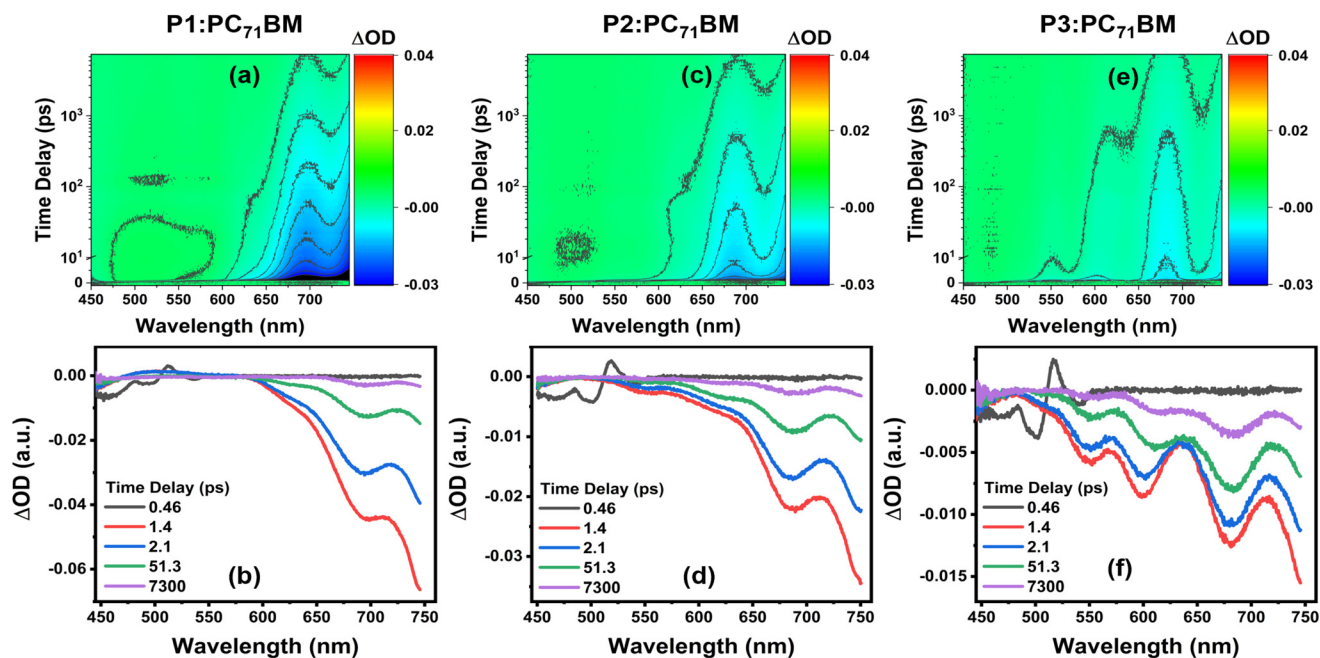 P1:PC₇₁BM
P2:PC₇₁BM
P3:PC₇₁BM
(a)
ΔOD
0.04
0.02
-0.00
-0.03
Time Delay (ps)
10³
10²
10¹
0
450 500 550 600 650 700
Wavelength (nm)
(c)
ΔOD
0.04
0.02
-0.00
-0.03
Time Delay (ps)
10³
10²
10¹
0
450 500 550 600 650 700
Wavelength (nm)
(e)
ΔOD
0.04
0.02
-0.00
-0.03
Time Delay (ps)
10³
10²
10¹
0
450 500 550 600 650 700
Wavelength (nm)
ΔOD (a.u.)
0.00
-0.02
-0.04
-0.06
Time Delay (ps)
0.46
1.4
2.1
51.3
7300
(b)
450 500 550 600 650 700 750
Wavelength (nm)
ΔOD (a.u.)
0.00
-0.01
-0.02
-0.03
Time Delay (ps)
0.46
1.4
2.1
51.3
7300
(d)
450 500 550 600 650 700 750
Wavelength (nm)
ΔOD (a.u.)
0.000
-0.005
-0.010
-0.015
Time Delay (ps)
0.46
1.4
2.1
51.3
7300
(f)
450 500 550 600 650 700 750
Wavelength (nm)